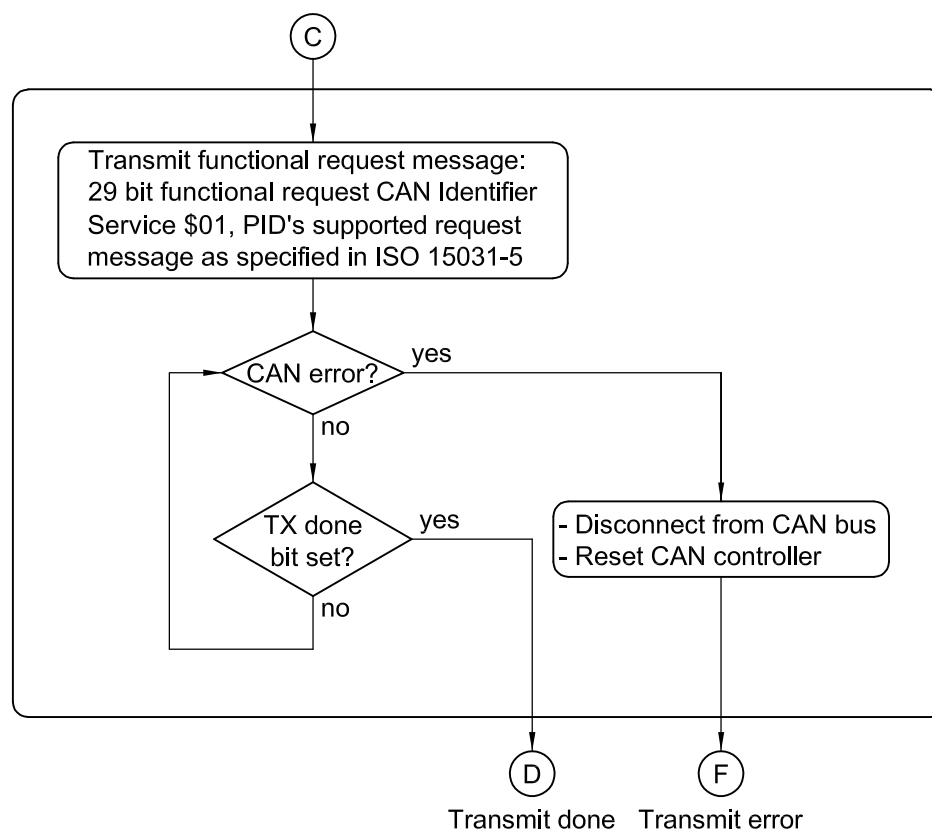 C
Transmit functional request message:
29 bit functional request CAN Identifier
Service $01, PID's supported request
message as specified in ISO 15031-5
CAN error?
yes
no
TX done
bit set?
yes
no
- Disconnect from CAN bus
- Reset CAN controller
D
Transmit done
F
Transmit error